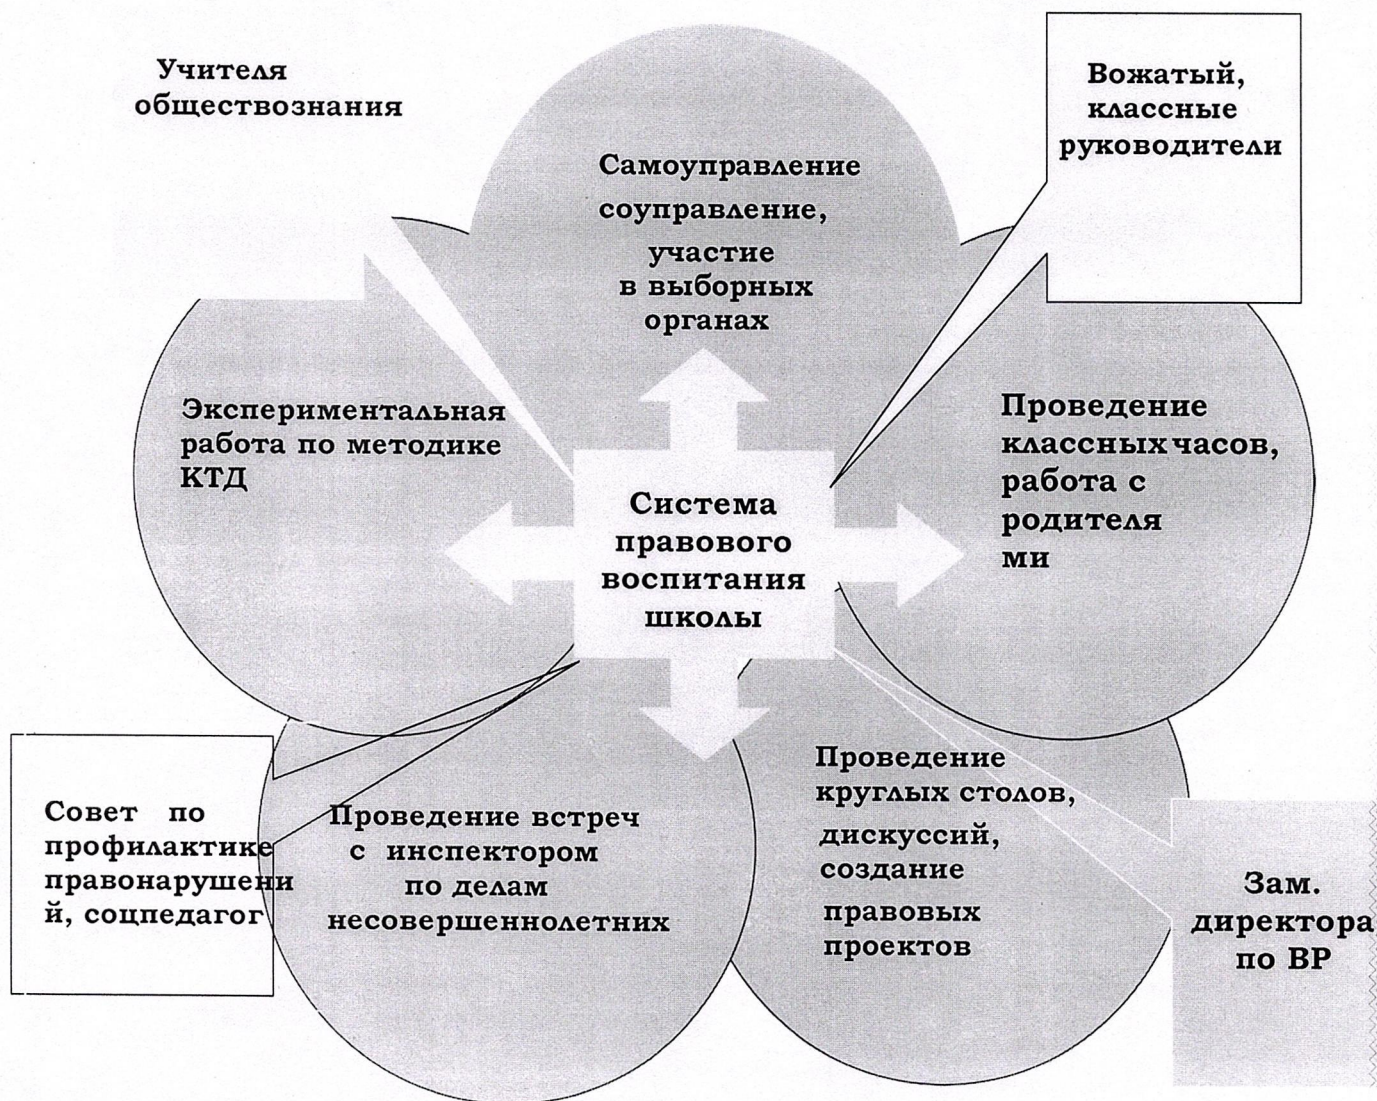 Учителя
обществознания
Вожатый,
классные
руководители
Самоуправление
соуправление,
участие
в выборных
органах
Экспериментальная
работа по методике
КТД
Проведение
классных часов,
работа с
родителя
ми
Система
правового
воспитания
школы
Совет по
профилактике
правонарушени
й, соцпедагог
Проведение встреч
с инспектором
по делам
несовершеннолетних
Проведение
круглых столов,
дискуссий,
создание
правовых
проектов
Зам.
директора
по ВР